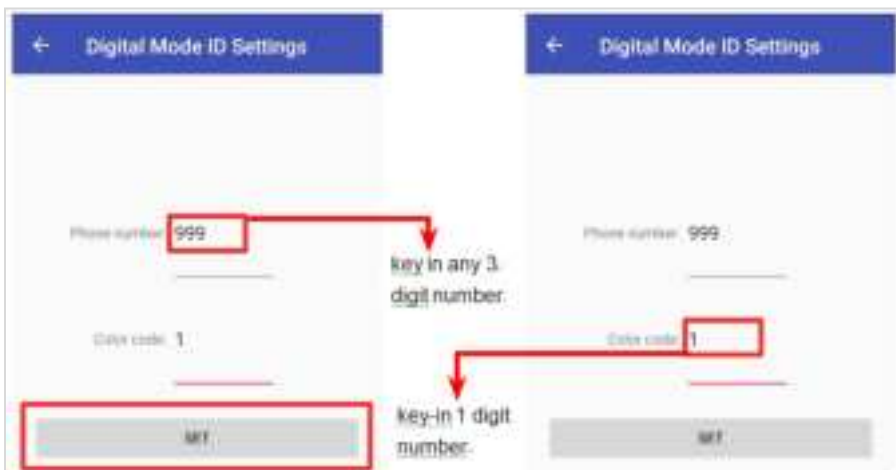 Digital Mode ID Settings
Phone number 999
Color code 1
SET
key in any 3
digit number.
key-in 1 digit
number.
Digital Mode ID Settings
Phone number 999
Color code 1
SET